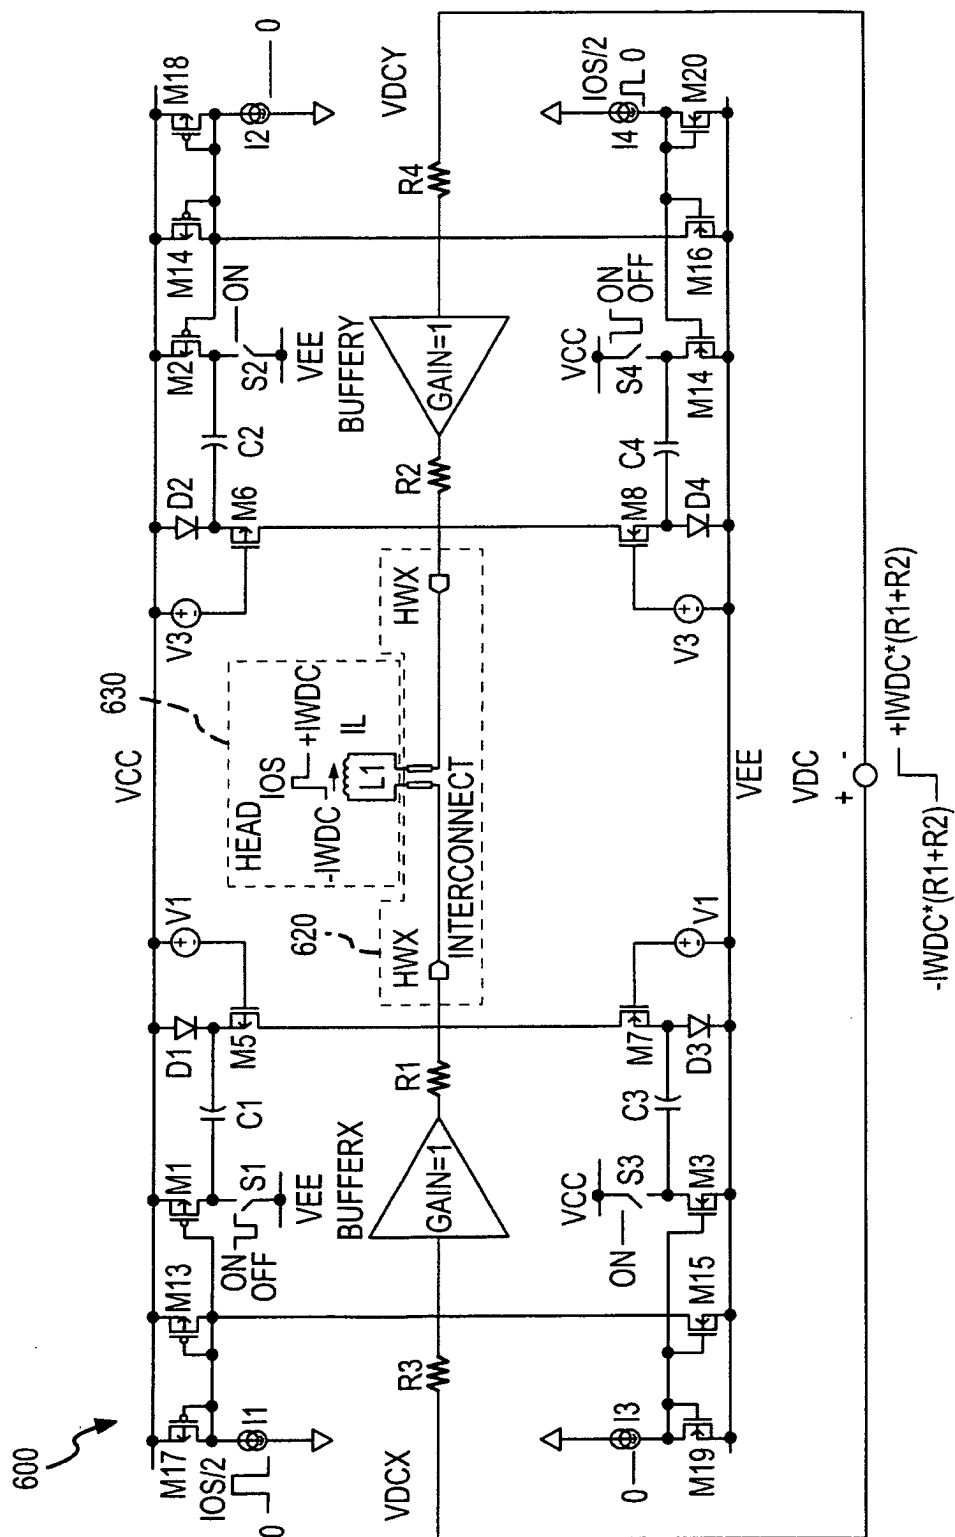 600
630
VCC
M17
M13
M1
D1
V1
HEAD
IOS
-IWDC
+IWDC
IL
L1
V3
D2
M2
M14
M18
0
IOS/2
I1
ON
OFF
S1
VEE
C1
M5
M6
C2
S2
ON
VEE
I2
0
620
VDCX
R3
BUFFERX
GAIN=1
R1
HWX
INTERCONNECT
HWX
R2
BUFFERY
GAIN=1
R4
VDCY
0
I3
ON
S3
VCC
C3
M7
V1
V3
M8
C4
VCC
S4
ON
OFF
I4
IOS/2
0
M19
M15
M3
D3
D4
M14
M16
M20
VEE
VDC
+
-
-IWDC*(R1+R2)
+IWDC*(R1+R2)